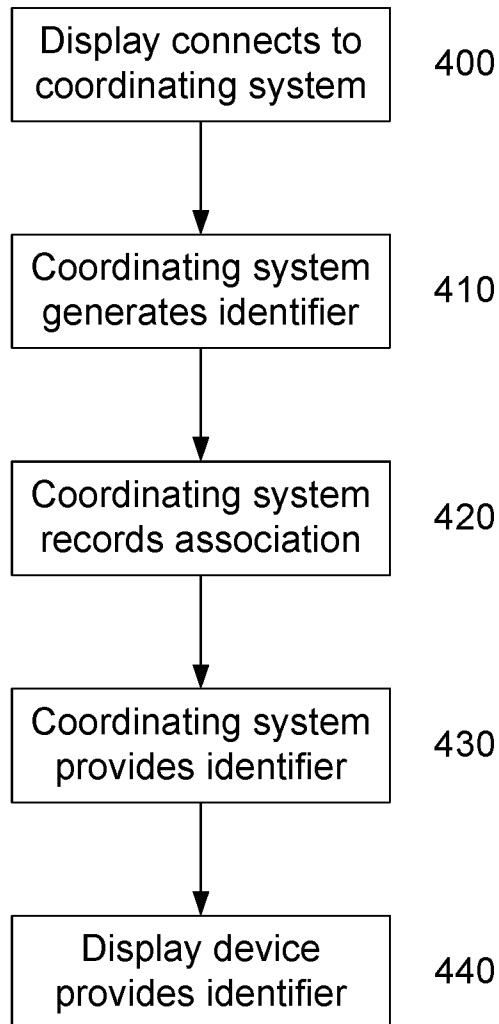 Display connects to
coordinating system
400
Coordinating system
generates identifier
410
Coordinating system
records association
420
Coordinating system
provides identifier
430
Display device
provides identifier
440